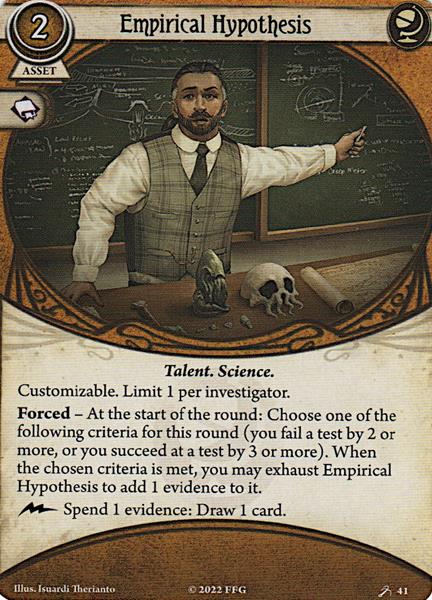 2
Empirical Hypothesis
ASSET
Talent. Science.
Customizable. Limit 1 per investigator.
Forced – At the start of the round: Choose one of the
following criteria for this round (you fail a test by 2 or
more, or you succeed at a test by 3 or more). When
the chosen criteria is met, you may exhaust Empirical
Hypothesis to add 1 evidence to it.
Spend 1 evidence: Draw 1 card.
Illus. Isuardi Therianto
© 2022 FFG
41